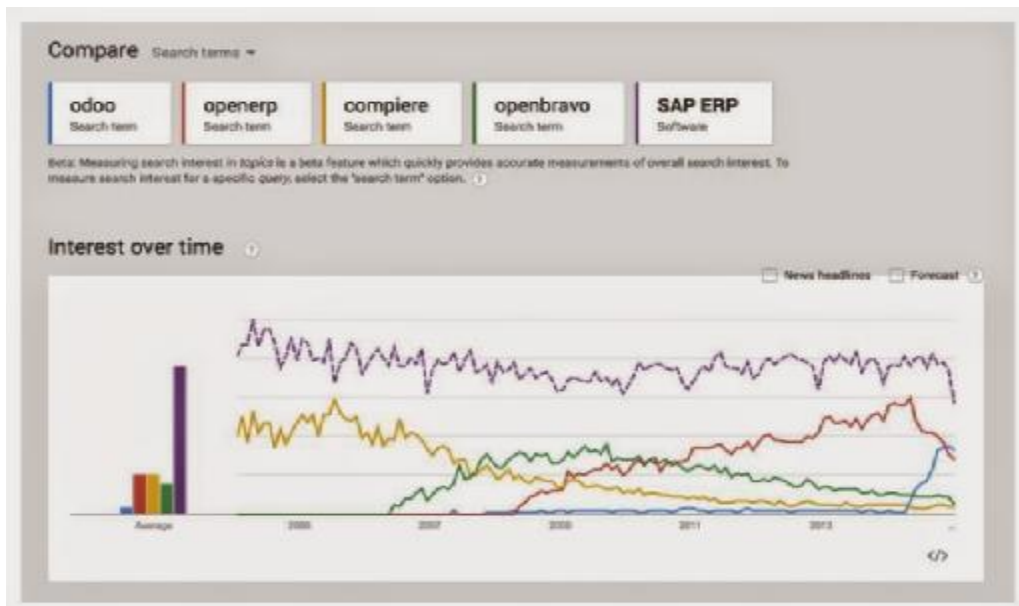 Compare Search terms
odoo
Search term
openerp
Search term
compiere
Search term
openbravo
Search term
SAP ERP
Software
Beta: Measuring search interest in topics is a beta feature which quickly provides accurate measurements of overall search interest. To
measure search interest for a specific query, select the "search term" option. ?
Interest over time ?
News headlines Forecast ?
Average 2007 2011 2013
</>